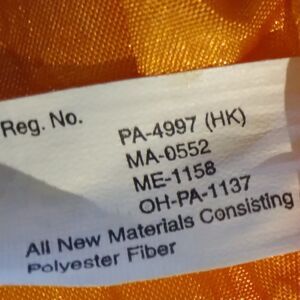 Reg. No. PA-4997 (HK)
MA-0552
ME-1158
OH-PA-1137
All New Materials Consisting
Polyester Fiber